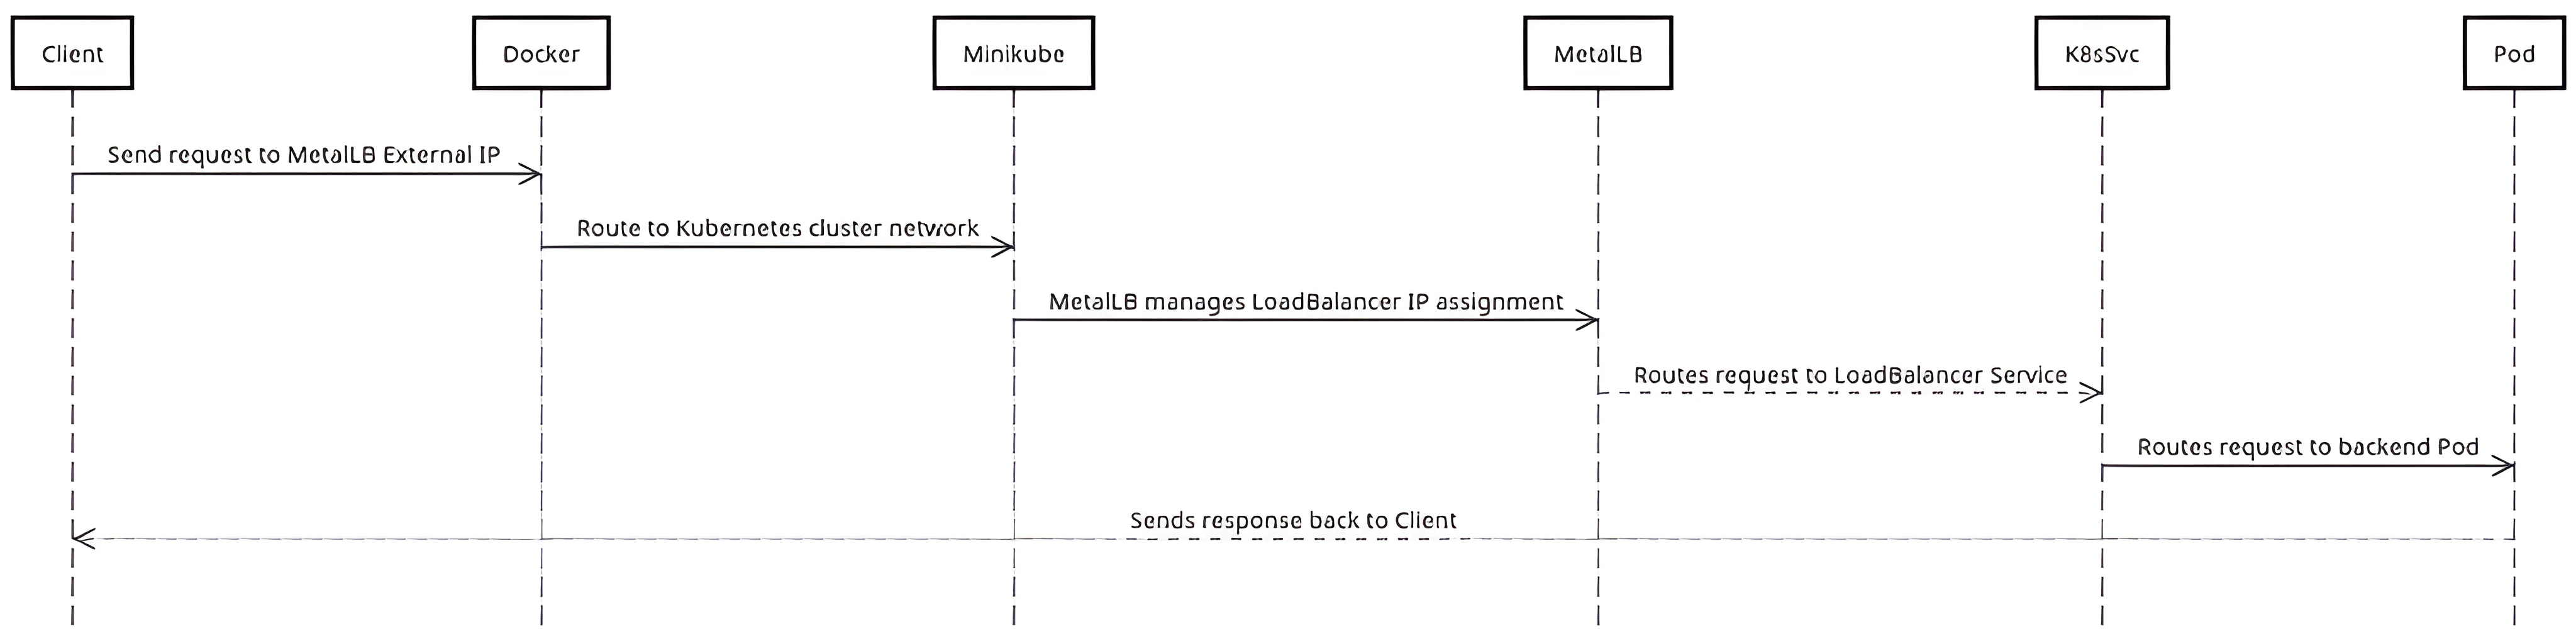 Client
Docker
Minikube
MetalLB
K8sSvc
Pod
Send request to MetalLB External IP
Route to Kubernetes cluster network
MetalLB manages LoadBalancer IP assignment
Routes request to LoadBalancer Service
Routes request to backend Pod
Sends response back to Client